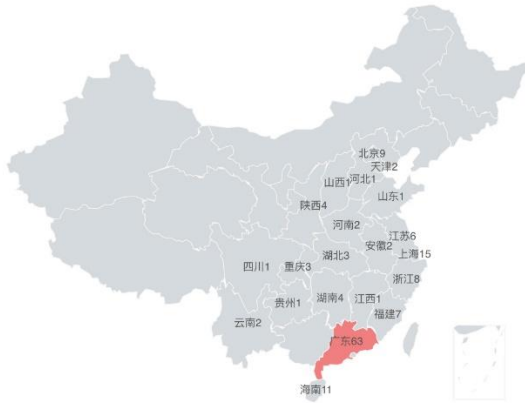 北京9
天津2
山西1
河北1
山东1
陕西4
河南2
江苏6
安徽2
上海15
湖北3
四川1
重庆3
浙江8
贵州1
湖南4
江西1
福建7
云南2
广东63
海南11